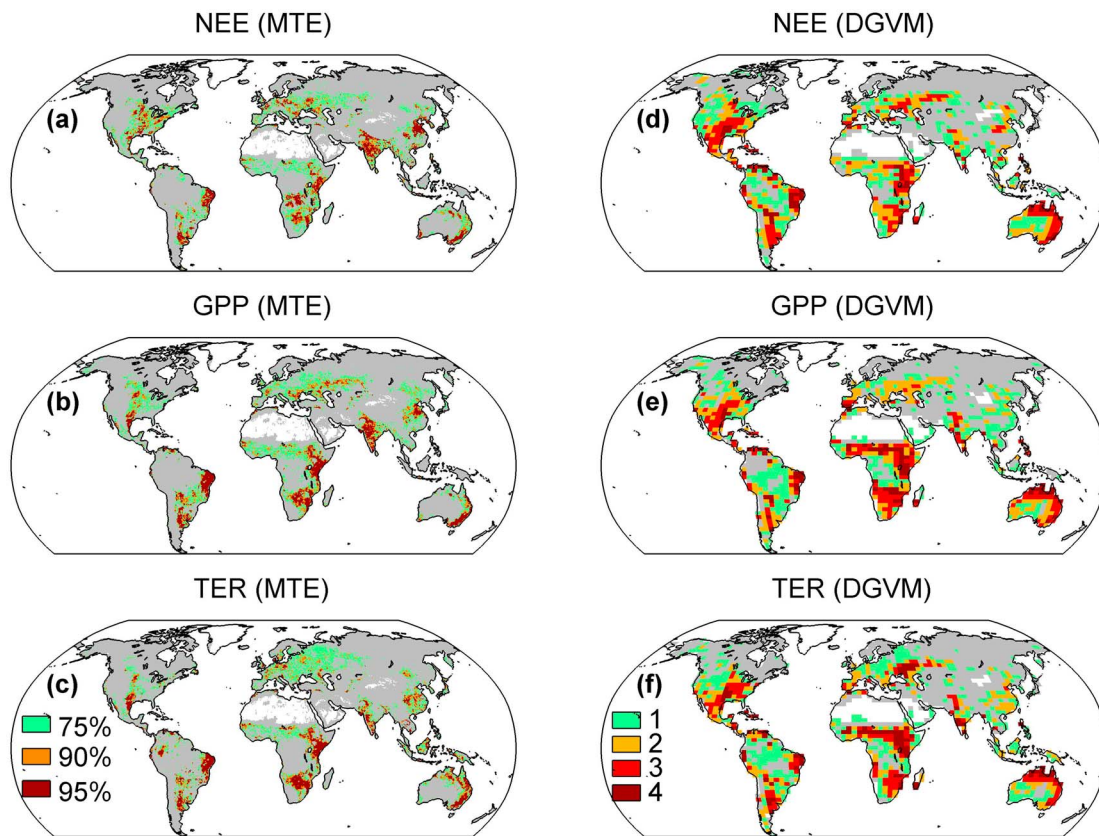 NEE (MTE)
NEE (DGVM)
(a)
(d)
GPP (MTE)
GPP (DGVM)
(b)
(e)
TER (MTE)
TER (DGVM)
(c)
75%
90%
95%
(f)
1
2
3
4